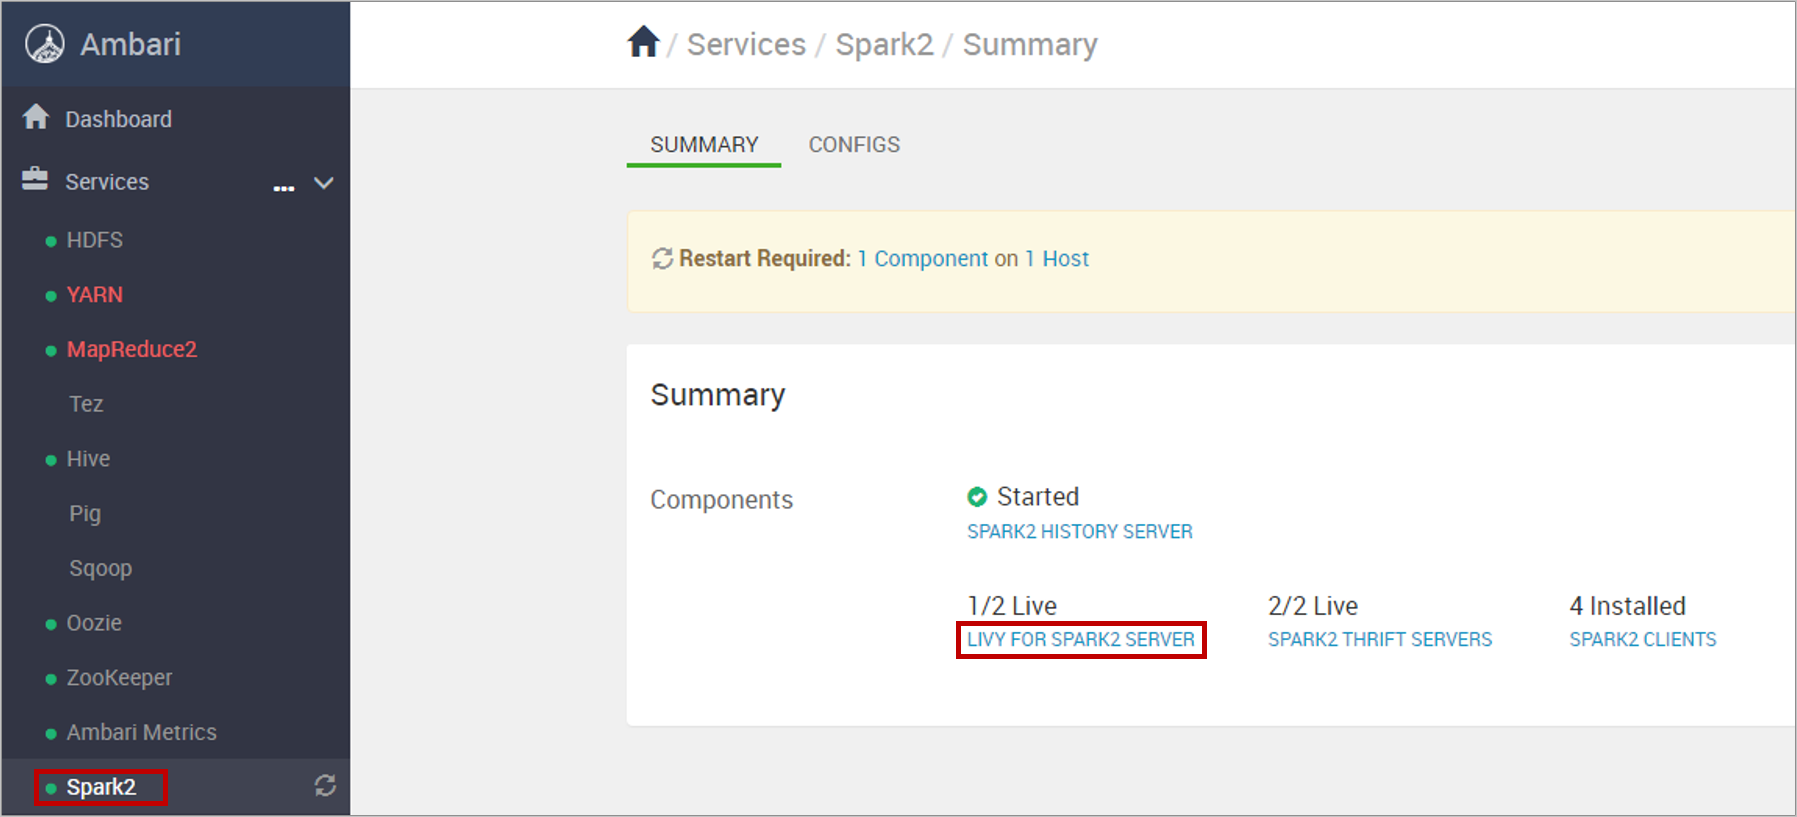 Ambari
Dashboard
Services ...
HDFS
YARN
MapReduce2
Tez
Hive
Pig
Sqoop
Oozie
ZooKeeper
Ambari Metrics
Spark2
/ Services / Spark2 / Summary
SUMMARY CONFIGS
Restart Required: 1 Component on 1 Host
Summary
Components
Started
SPARK2 HISTORY SERVER
1/2 Live 2/2 Live 4 Installed
LIVY FOR SPARK2 SERVER SPARK2 THRIFT SERVERS SPARK2 CLIENTS